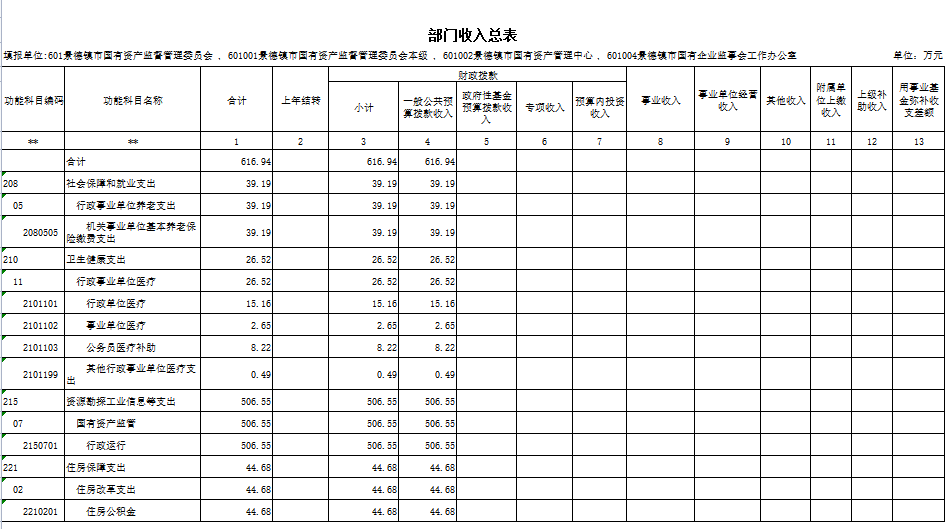 部门收入总表
填报单位:601景德镇市国有资产监督管理委员会 , 601001景德镇市国有资产监督管理委员会本级 , 601002景德镇市国有资产管理中心 , 601004景德镇市国有企业监事会工作办公室 单位：万元
功能科目编码 功能科目名称 合计 上年结转 财政拨款 事业收入 事业单位经营收入 其他收入 附属单位上缴收入 上级补助收入 用事业基金弥补收支差额
小计 一般公共预算拨款收入 政府性基金预算拨款收入 专项收入 预算内投资收入
** ** 1 2 3 4 5 6 7 8 9 10 11 12 13
合计 616.94 616.94 616.94
208 社会保障和就业支出 39.19 39.19 39.19
05 行政事业单位养老支出 39.19 39.19 39.19
2080505 机关事业单位基本养老保险缴费支出 39.19 39.19 39.19
210 卫生健康支出 26.52 26.52 26.52
11 行政事业单位医疗 26.52 26.52 26.52
2101101 行政单位医疗 15.16 15.16 15.16
2101102 事业单位医疗 2.65 2.65 2.65
2101103 公务员医疗补助 8.22 8.22 8.22
2101199 其他行政事业单位医疗支出 0.49 0.49 0.49
215 资源勘探工业信息等支出 506.55 506.55 506.55
07 国有资产监管 506.55 506.55 506.55
2150701 行政运行 506.55 506.55 506.55
221 住房保障支出 44.68 44.68 44.68
02 住房改革支出 44.68 44.68 44.68
2210201 住房公积金 44.68 44.68 44.68